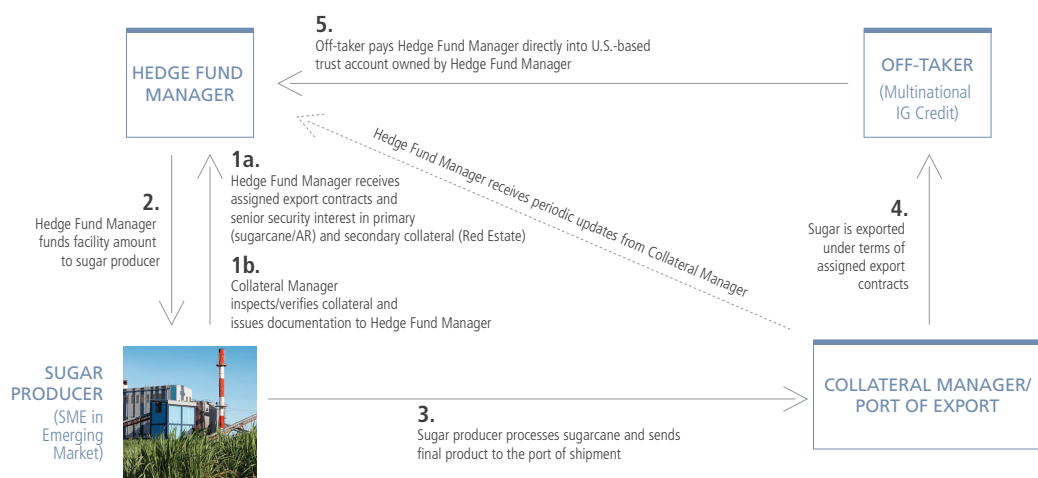 5.
Off-taker pays Hedge Fund Manager directly into U.S.-based
trust account owned by Hedge Fund Manager
HEDGE FUND
MANAGER
OFF-TAKER
(Multinational
IG Credit)
Hedge Fund Manager receives periodic updates from Collateral Manager
1a.
Hedge Fund Manager receives
assigned export contracts and
senior security interest in primary
(sugarcane/AR) and secondary collateral (Red Estate)
2.
Hedge Fund Manager
funds facility amount
to sugar producer
4.
Sugar is exported
under terms of
assigned export
contracts
1b.
Collateral Manager
inspects/verifies collateral and
issues documentation to Hedge Fund Manager
SUGAR
PRODUCER
(SME in
Emerging
Market)
3.
Sugar producer processes sugarcane and sends
final product to the port of shipment
COLLATERAL MANAGER/
PORT OF EXPORT